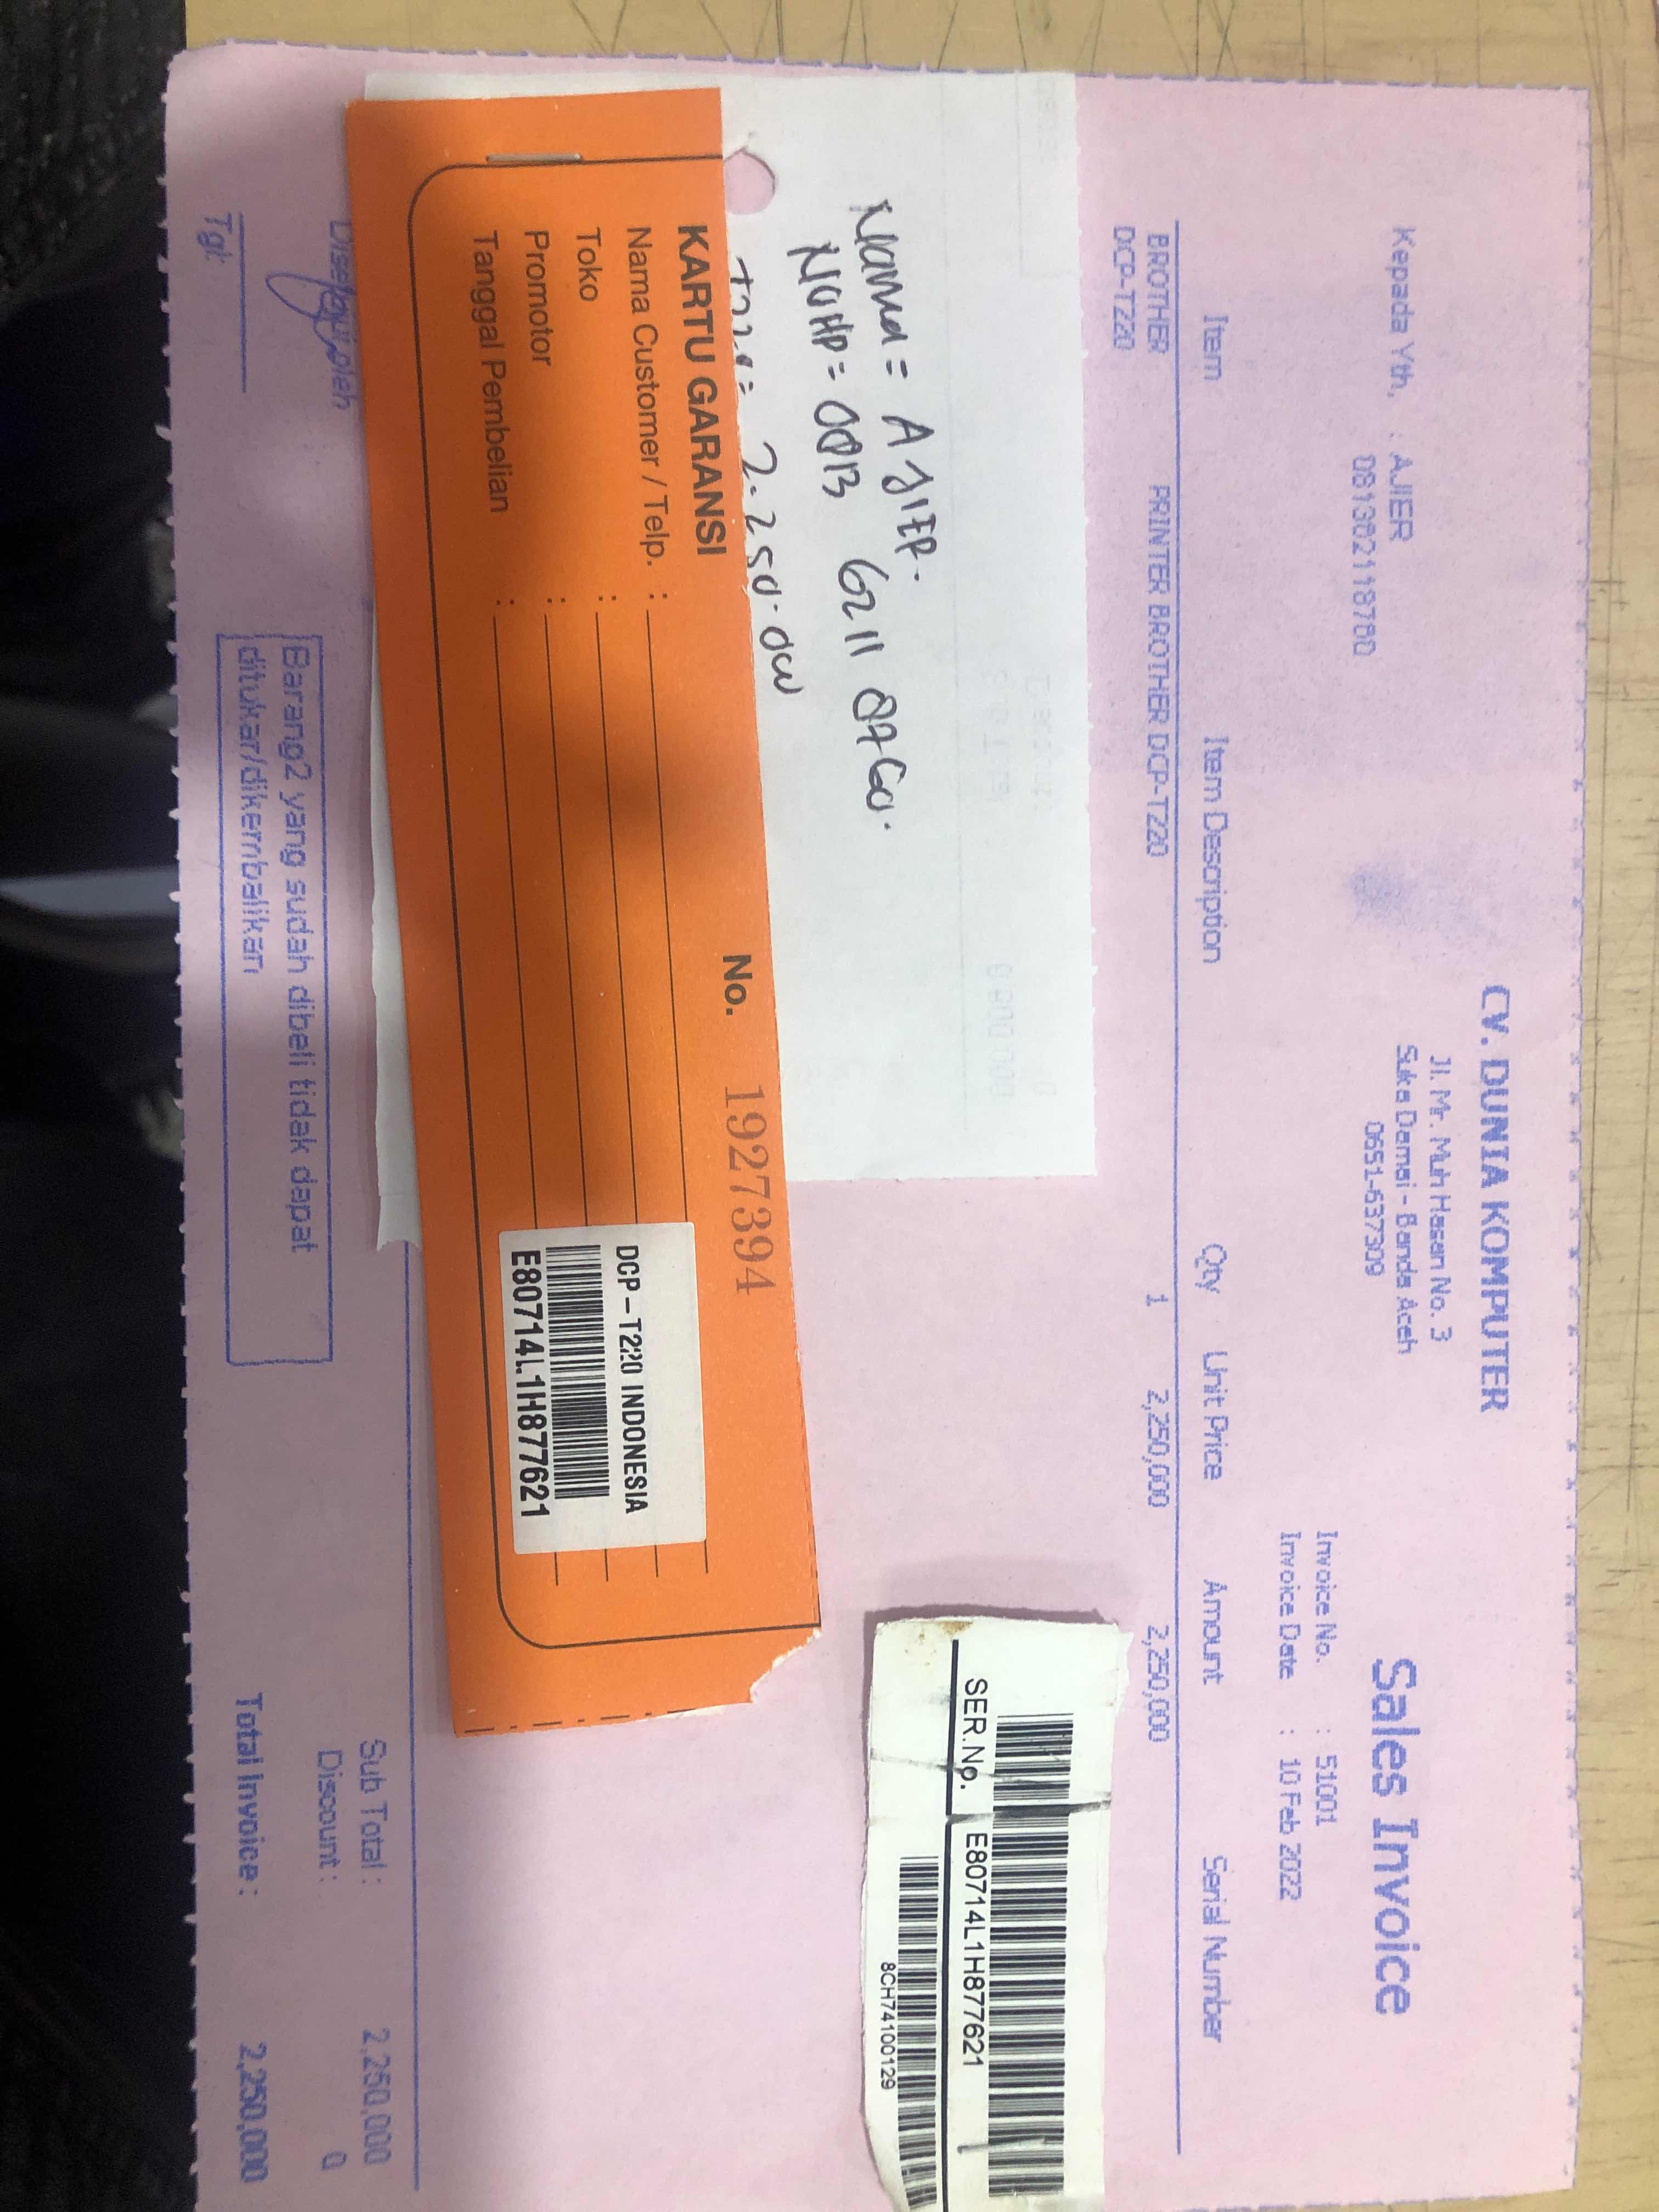 CV. DUNIA KOMPUTER
Jl. Mr. Muh Hasan No. 3
Suka Damai - Banda Aceh
0651-637309
Sales Invoice
Kepada Yth, : AJIER
Invoice No. : 51001
Invoice Date : 10 Feb 2022
Item Item Description Qty Unit Price Amount Serial Number
BROTHER PRINTER BROTHER DCP-T220 1 2,250,000 2,250,000
DCP-T220
Nama = AJIER.
NOHP = 0813 6211 8760.
T220 = 2.250.000
SER.No. E80714L1H877621
8CH74100129
KARTU GARANSI
No. 1927394
Nama Customer / Telp. :
Toko :
Promotor :
Tanggal Pembelian :
DCP-T220 INDONESIA
E80714L1H877621
Disetujui oleh
Tgl:
Barang2 yang sudah dibeli tidak dapat
ditukar/dikembalikan
Sub Total : 2,250,000
Discount : 0
Total Invoice : 2,250,000